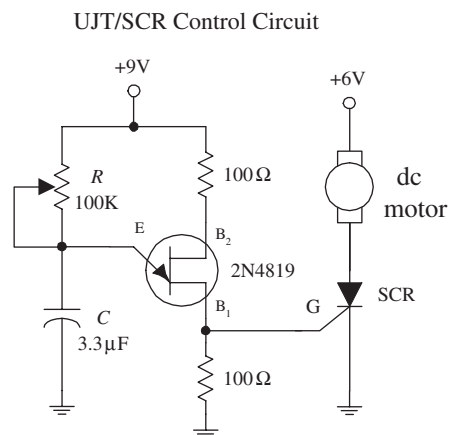 UJT/SCR Control Circuit
+9V
+6V
R
100K
100Ω
dc
motor
E
B₂
2N4819
B₁
G
SCR
C
3.3μF
100Ω